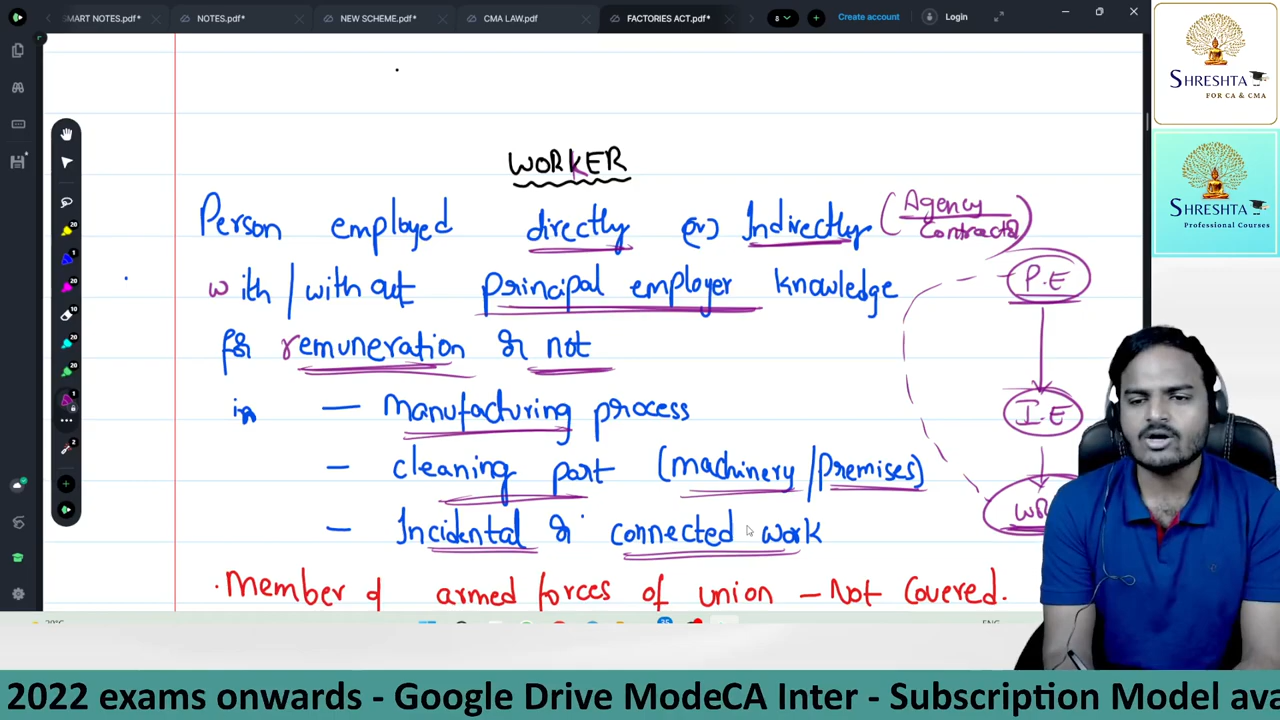 SMART NOTES.pdf*
NOTES.pdf*
NEW SCHEME.pdf*
CMA LAW.pdf
FACTORIES ACT.pdf*
8
Create account
Login
SHRESHTA
FOR CA & CMA
SHRESHTA
Professional Courses
WORKER
Person employed directly (or) Indirectly (Agency Contracts)
with/without principal employer knowledge
for remuneration or not
in — manufacturing process
— cleaning part (machinery/premises)
— Incidental or connected work
P.E
I.E
. Member of armed forces of union — Not Covered.
ENG
2022 exams onwards - Google Drive ModeCA Inter - Subscription Model ava